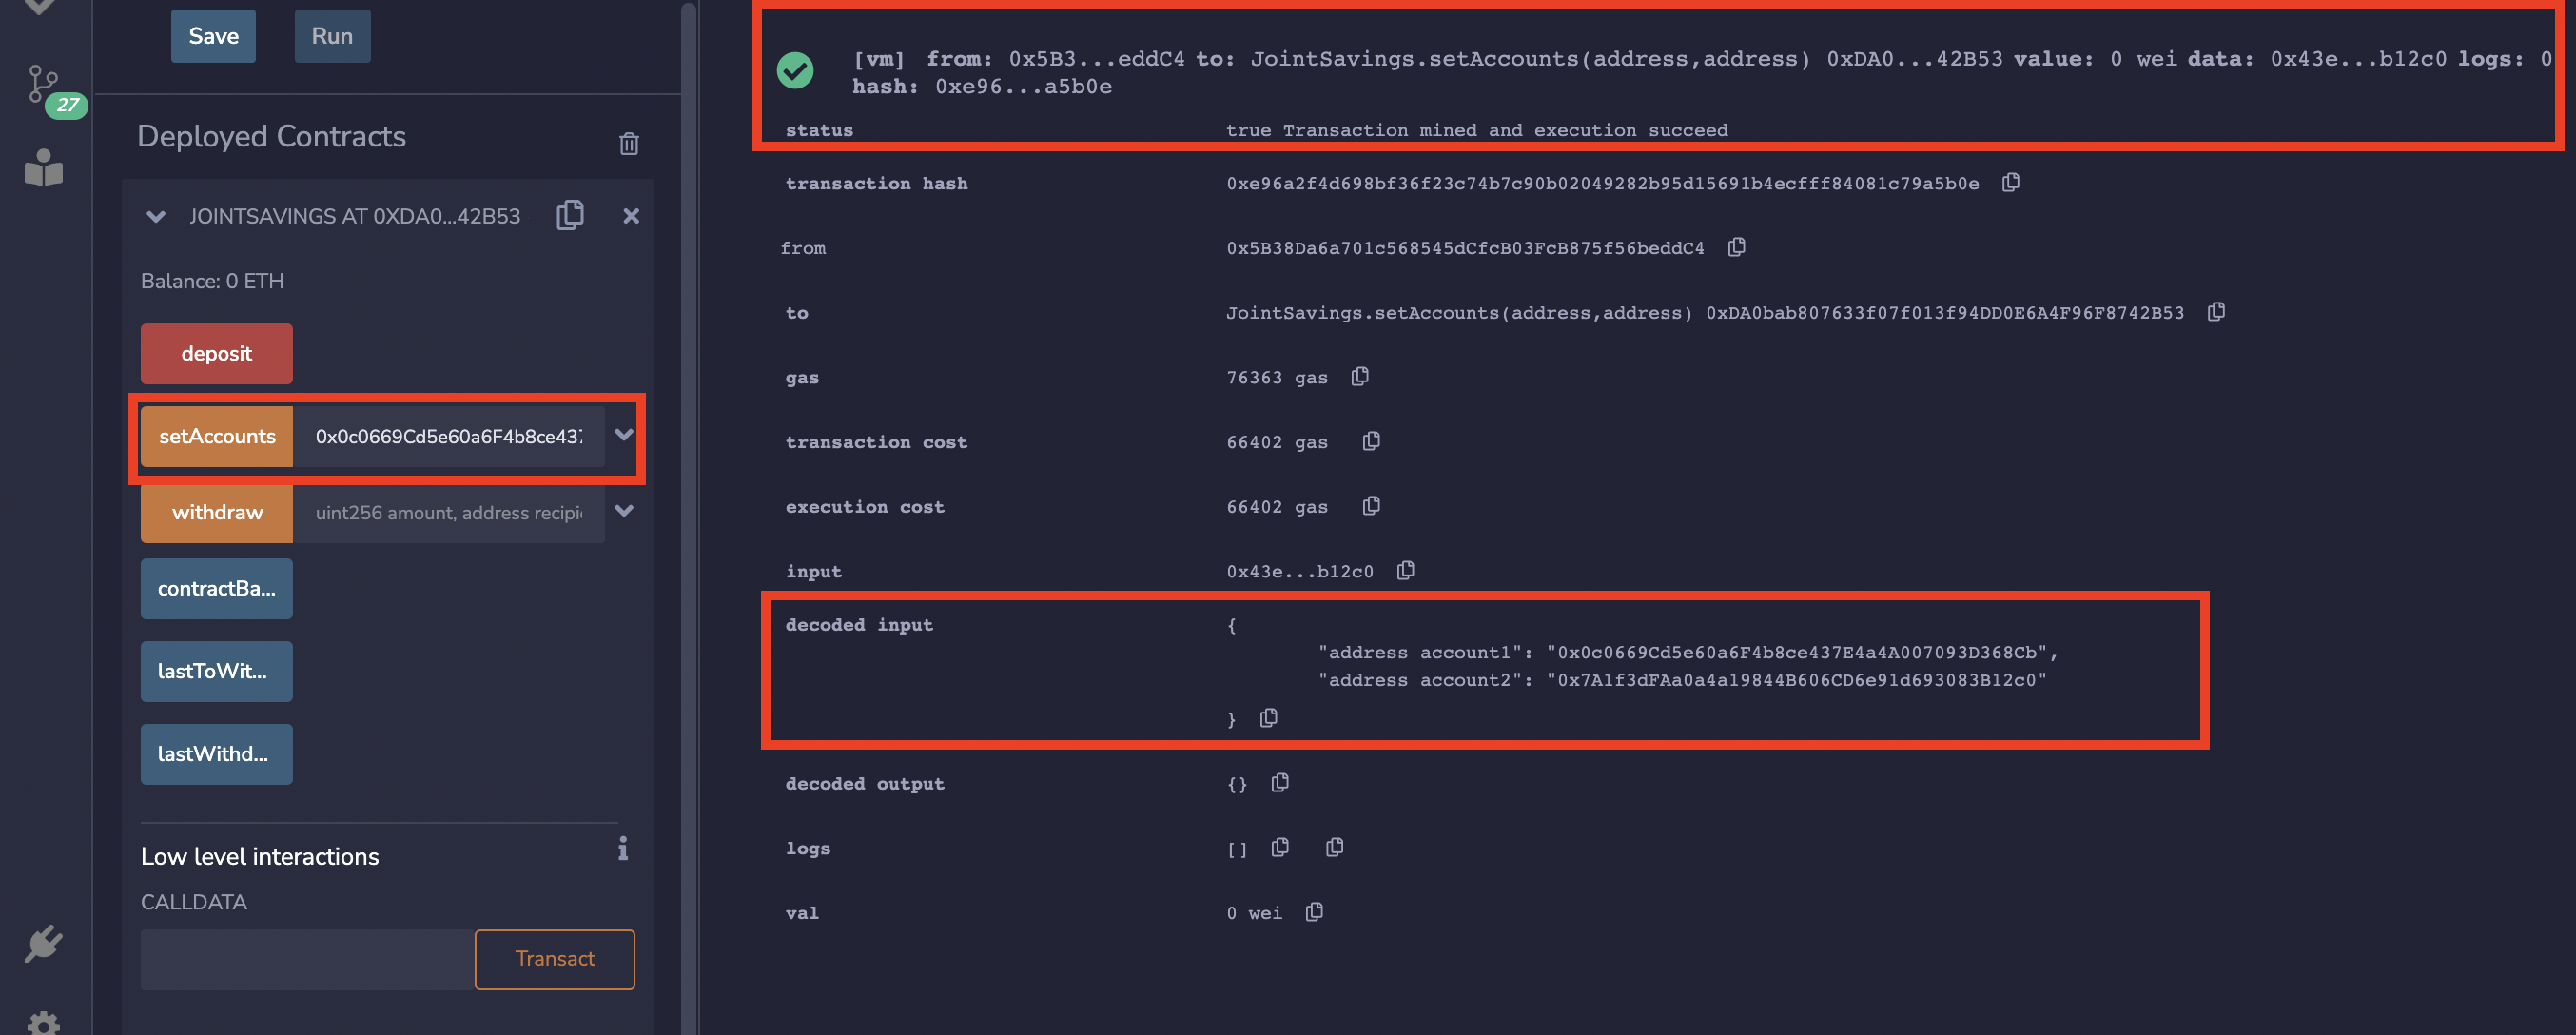 Save
Run
27
Deployed Contracts
JOINTSAVINGS AT 0XDA0...42B53
Balance: 0 ETH
deposit
setAccounts 0x0c0669Cd5e60a6F4b8ce437
withdraw uint256 amount, address recipi
contractBa...
lastToWit...
lastWithd...
Low level interactions
CALLDATA
Transact
[vm] from: 0x5B3...eddC4 to: JointSavings.setAccounts(address,address) 0xDA0...42B53 value: 0 wei data: 0x43e...b12c0 logs: 0
hash: 0xe96...a5b0e
status true Transaction mined and execution succeed
transaction hash 0xe96a2f4d698bf36f23c74b7c90b02049282b95d15691b4ecfff84081c79a5b0e
from 0x5B38Da6a701c568545dCfcB03FcB875f56beddC4
to JointSavings.setAccounts(address,address) 0xDA0bab807633f07f013f94DD0E6A4F96F8742B53
gas 76363 gas
transaction cost 66402 gas
execution cost 66402 gas
input 0x43e...b12c0
decoded input {
"address account1": "0x0c0669Cd5e60a6F4b8ce437E4a4A007093D368Cb",
"address account2": "0x7A1f3dFAa0a4a19844B606CD6e91d693083B12c0"
}
decoded output {}
logs []
val 0 wei